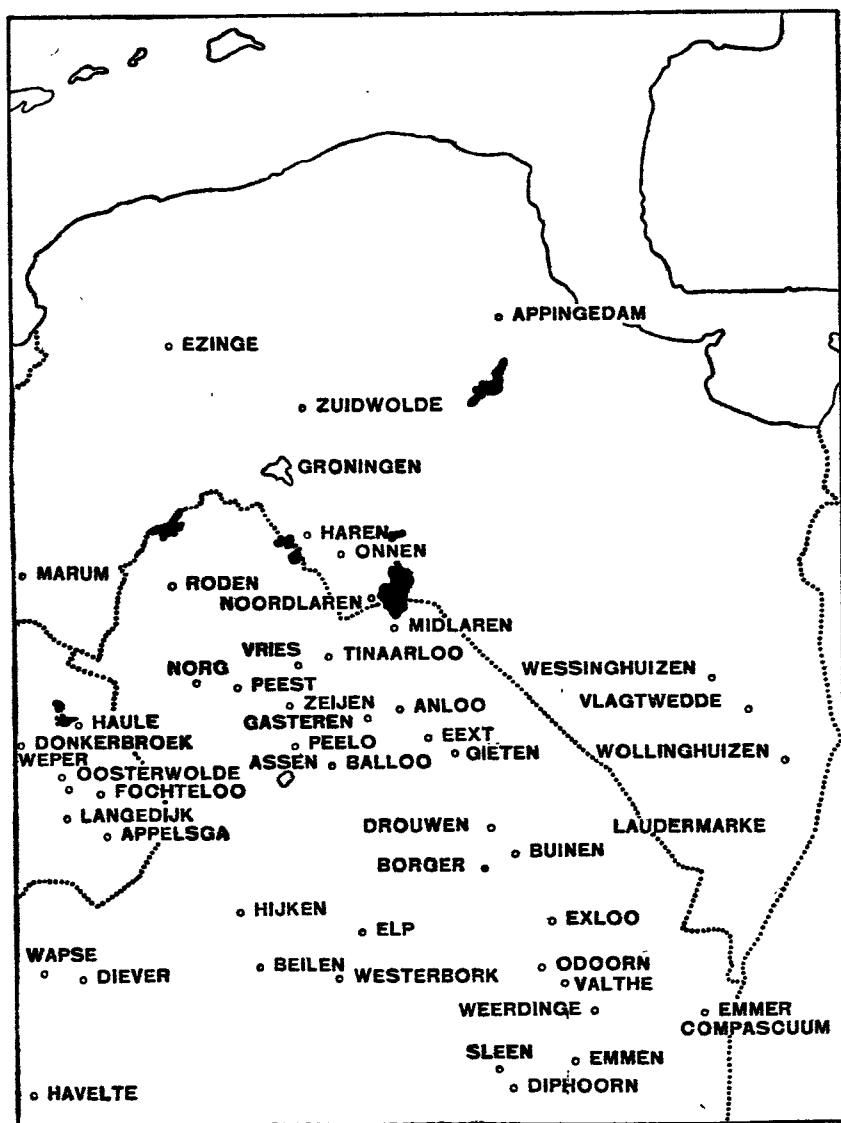 APPINGEDAM
EZINGE
ZUIDWOLDE
GRONINGEN
HAREN
ONNEN
MARUM
RODEN
NOORDLAREN
MIDLAREN
VRIES
TINAARLOO
NORG
PEEST
WESSINGHUIZEN
ZEIJEN
ANLOO
VLAGTWEDDE
GASTEREN
HAULE
EEXT
DONKERBROEK
PEELO
GIETEN
WOLLINGHUIZEN
WEPER
ASSEN
BALLOO
OOSTERWOLDE
FOCHTELOO
LANGEDIJK
APPELSGA
DROUWEN
LAUDERMARKE
BUINEN
BORGER
HIJKEN
ELP
EXLOO
WAPSE
DIEVER
BEILEN
WESTERBORK
ODOORN
VALTHE
WEERDINGE
EMMER
COMPASCUUM
SLEEN
EMMEN
DIPHOORN
HAVELTE